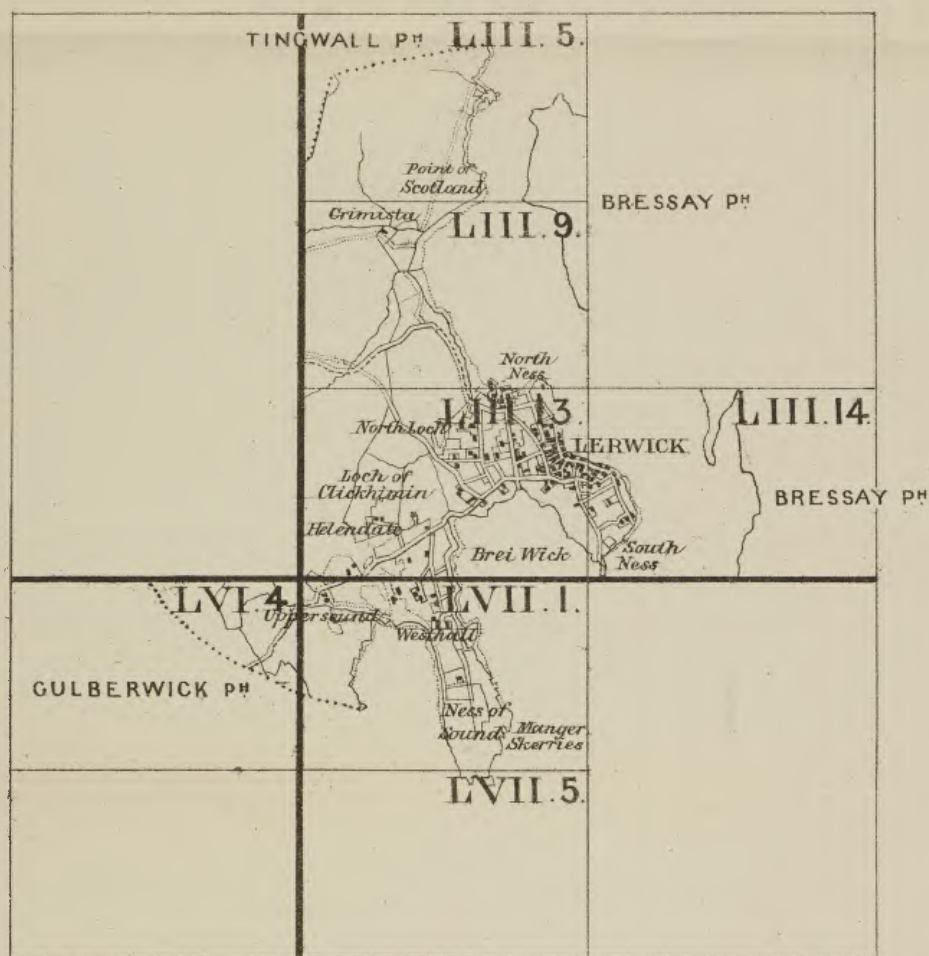 TINGWALL PH
LIII. 5.
Point of
Scotland
BRESSAY PH
Grimista
LIII. 9.
North
Ness
LIII. 13.
LIII. 14.
North Loch
LERWICK
Loch of
Clickhimin
BRESSAY PH
Helendale
Brei Wick
South
Ness
LVI. 4.
LVII. 1.
Uppersound
Westhall
GULBERWICK PH
Ness of
Sound
Manger
Skerries
LVII. 5.